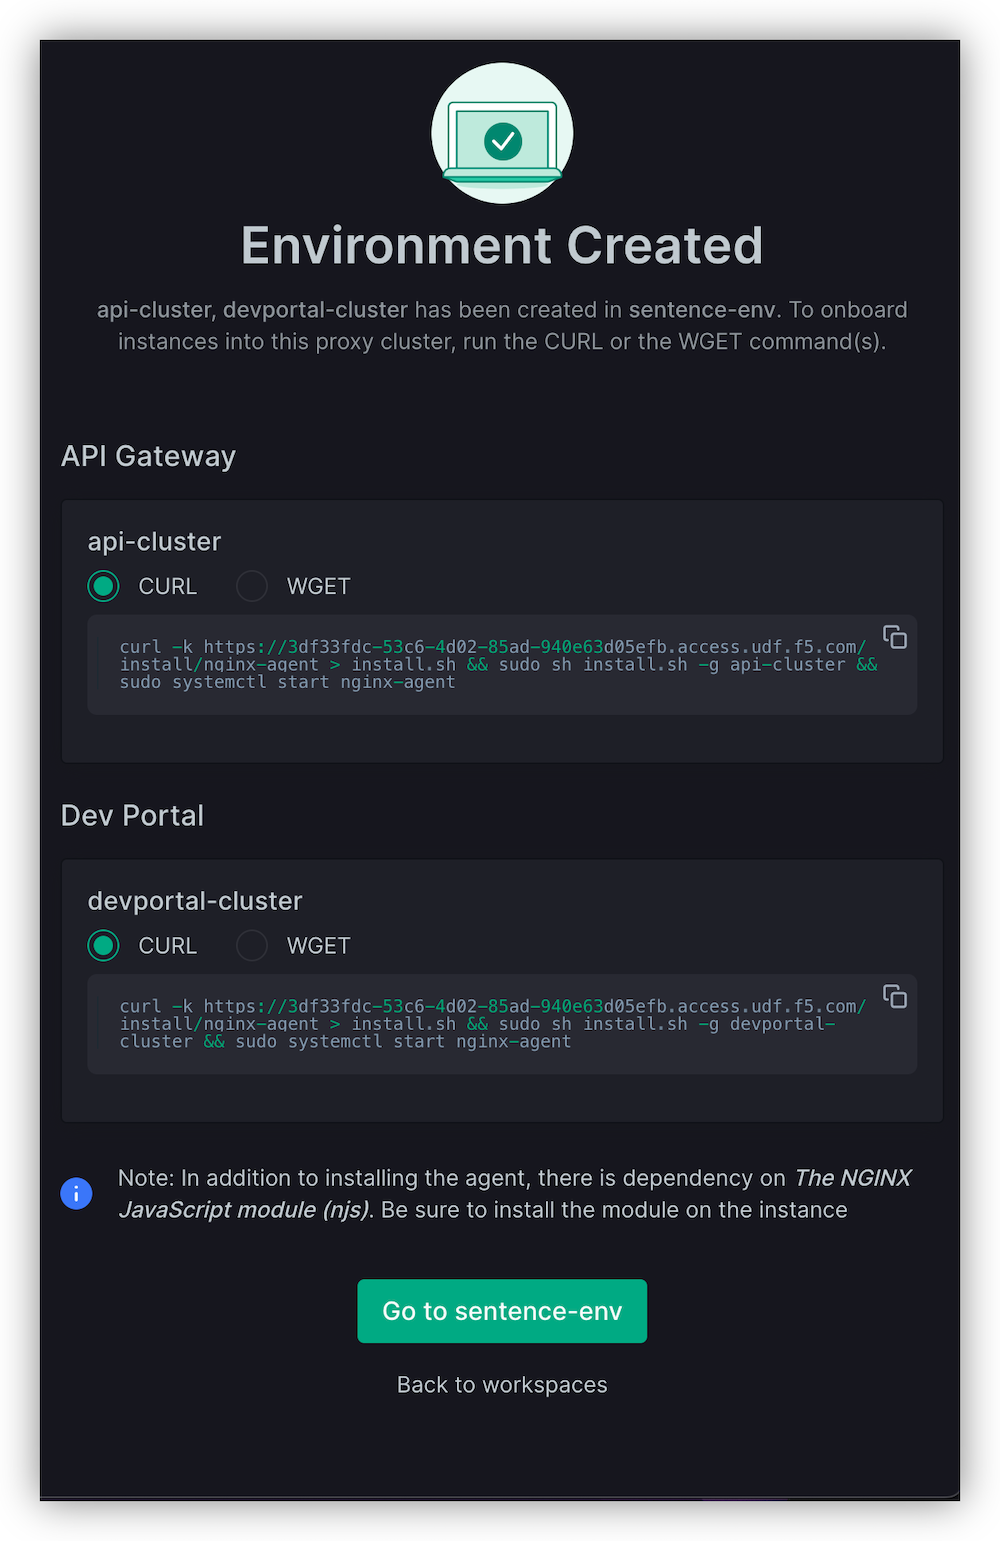 Environment Created
api-cluster, devportal-cluster has been created in sentence-env. To onboard
instances into this proxy cluster, run the CURL or the WGET command(s).
API Gateway
api-cluster
CURL WGET
curl -k https://3df33fdc-53c6-4d02-85ad-940e63d05efb.access.udf.f5.com/
install/nginx-agent > install.sh && sudo sh install.sh -g api-cluster &&
sudo systemctl start nginx-agent
Dev Portal
devportal-cluster
CURL WGET
curl -k https://3df33fdc-53c6-4d02-85ad-940e63d05efb.access.udf.f5.com/
install/nginx-agent > install.sh && sudo sh install.sh -g devportal-
cluster && sudo systemctl start nginx-agent
Note: In addition to installing the agent, there is dependency on The NGINX
JavaScript module (njs). Be sure to install the module on the instance
Go to sentence-env
Back to workspaces